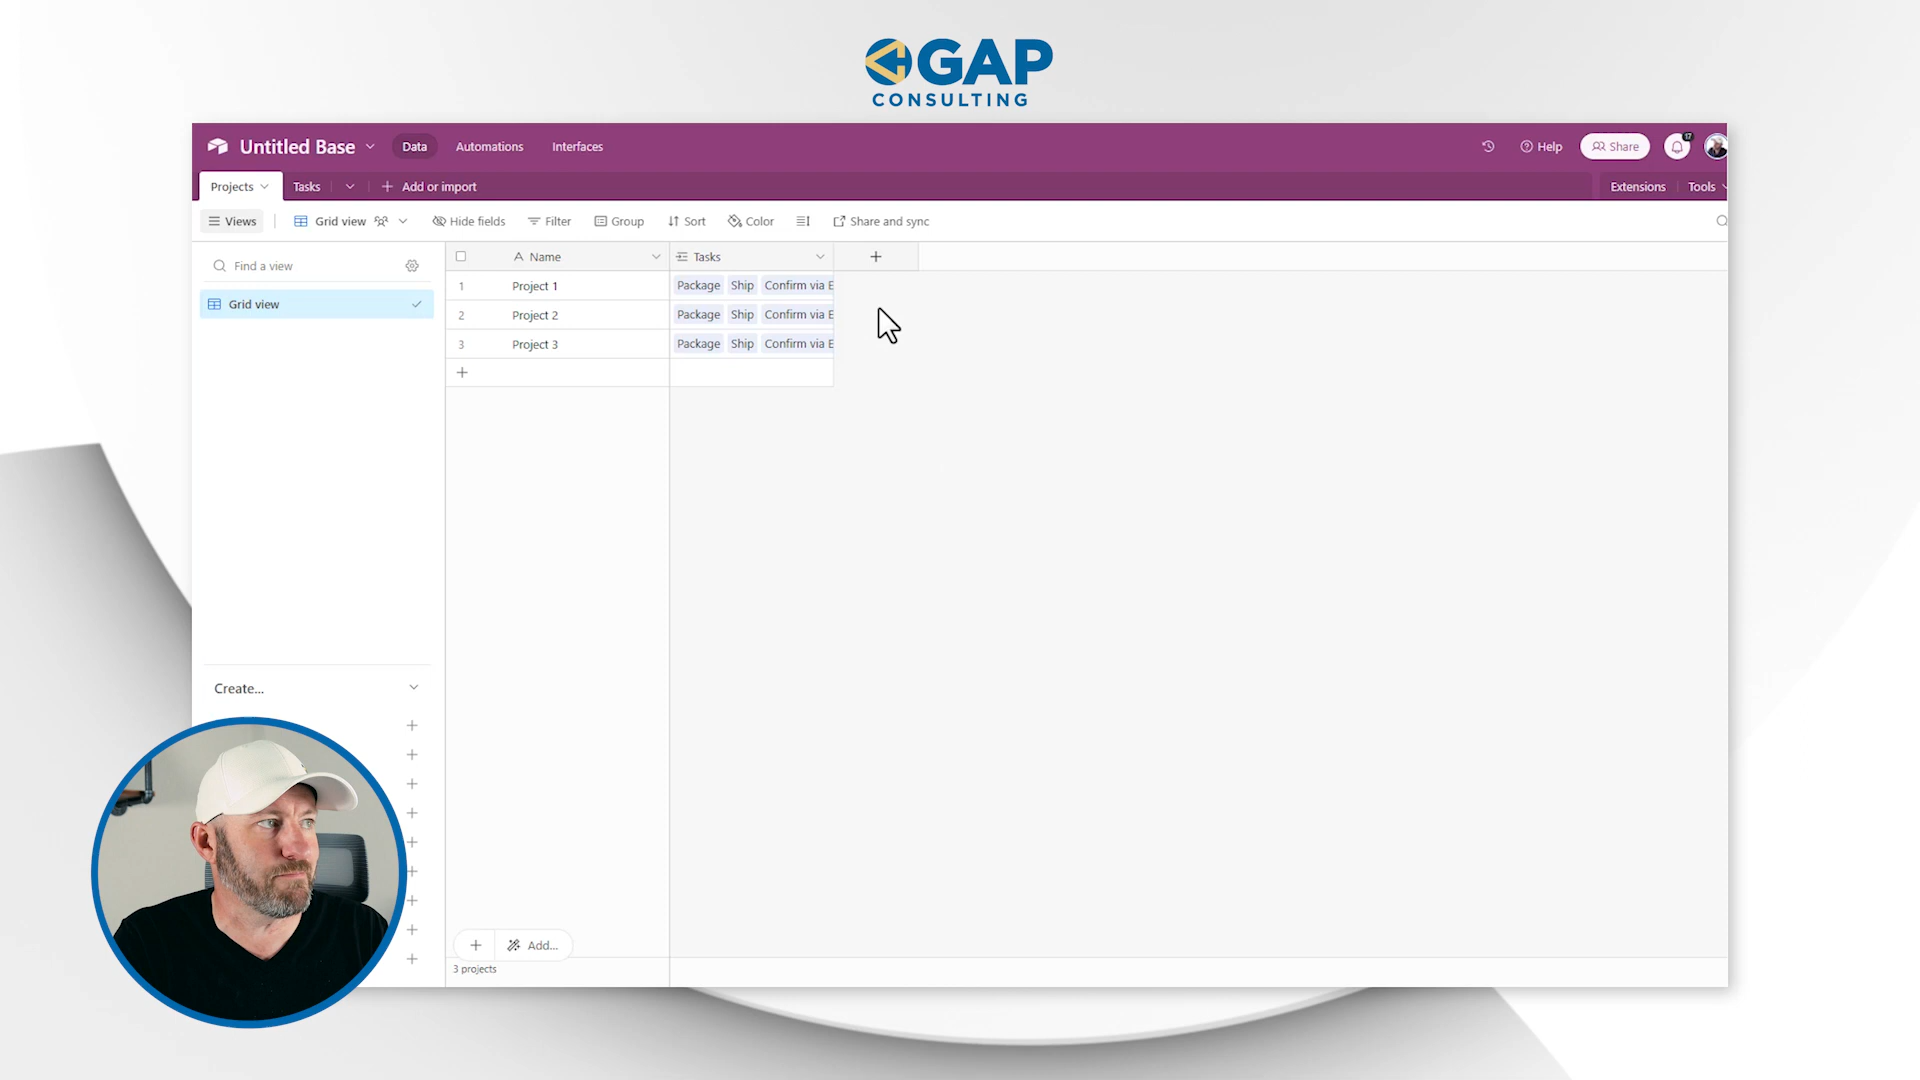 GAP
CONSULTING
Untitled Base Data Automations Interfaces Help Share 17
Projects Tasks Add or import Extensions Tools
Views Grid view Hide fields Filter Group Sort Color Share and sync
Find a view
Grid view
Name Tasks
1 Project 1 Package Ship Confirm via E
2 Project 2 Package Ship Confirm via E
3 Project 3 Package Ship Confirm via E
Create...
Add...
3 projects